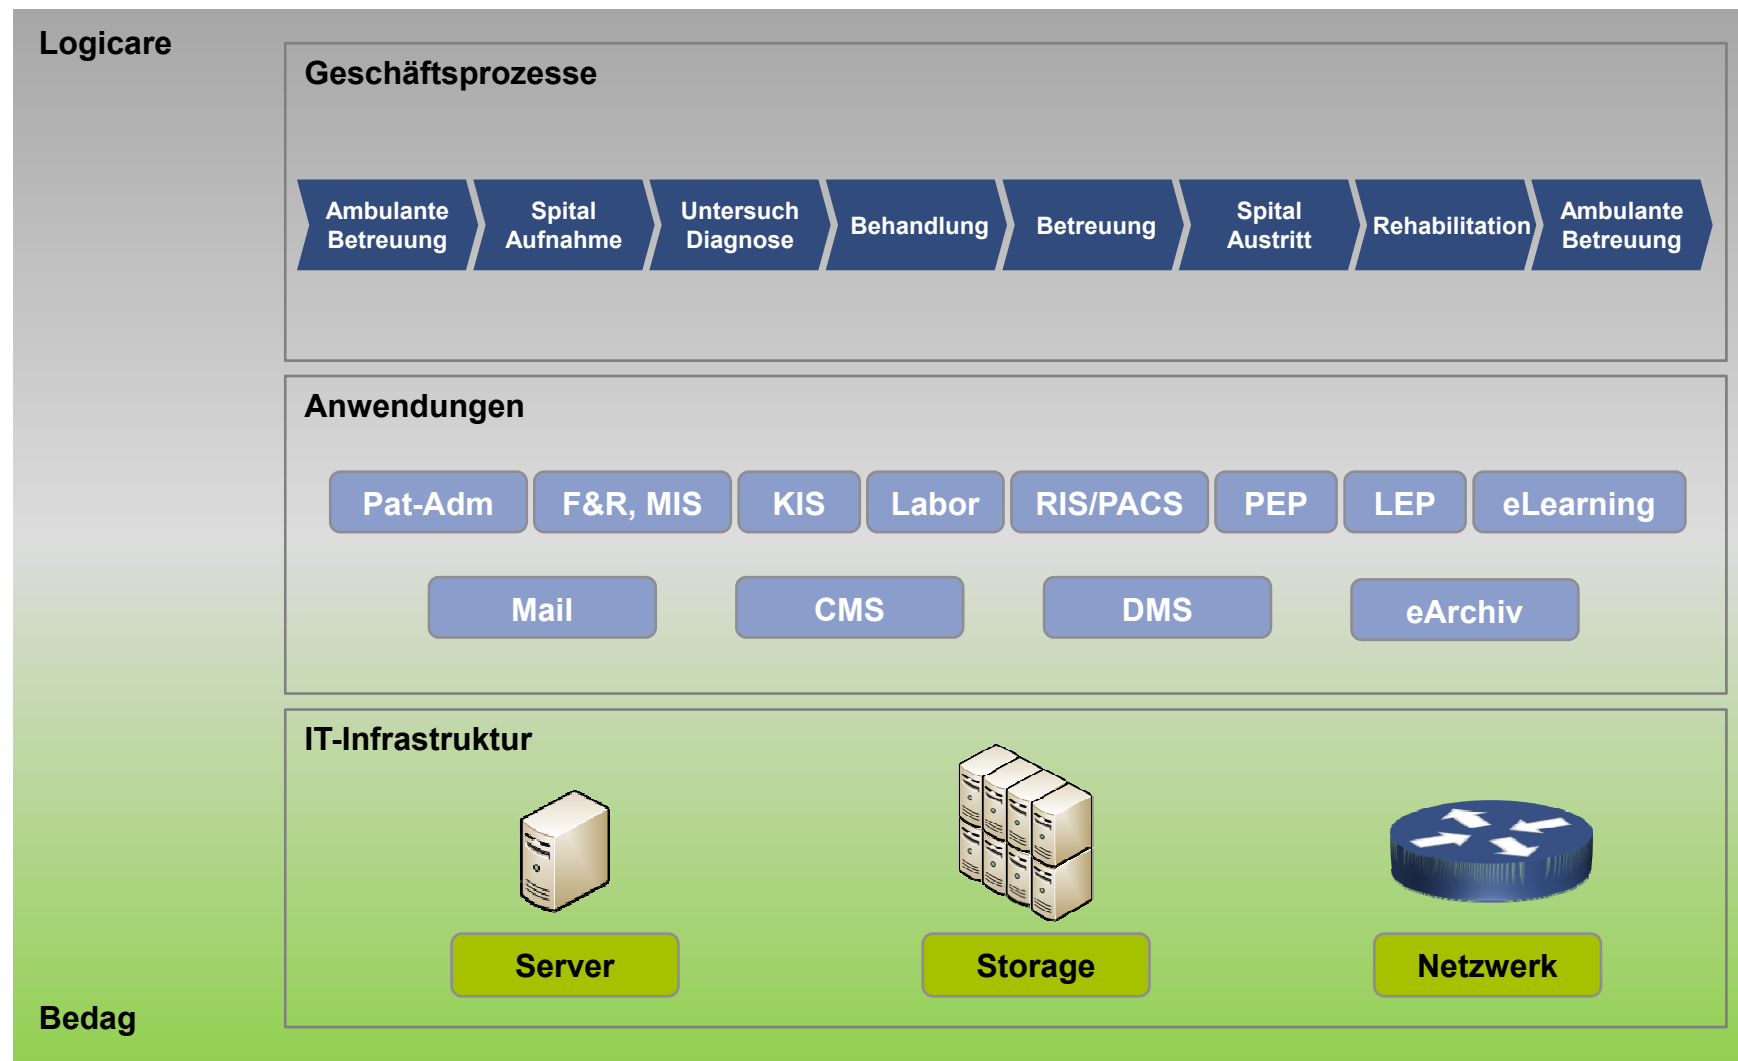 Logicare
Geschäftsprozesse
Ambulante
Betreuung
Spital
Aufnahme
Untersuch
Diagnose
Behandlung
Betreuung
Spital
Austritt
Rehabilitation
Ambulante
Betreuung
Anwendungen
Pat-Adm
F&R, MIS
KIS
Labor
RIS/PACS
PEP
LEP
eLearning
Mail
CMS
DMS
eArchiv
IT-Infrastruktur
Server
Storage
Netzwerk
Bedag